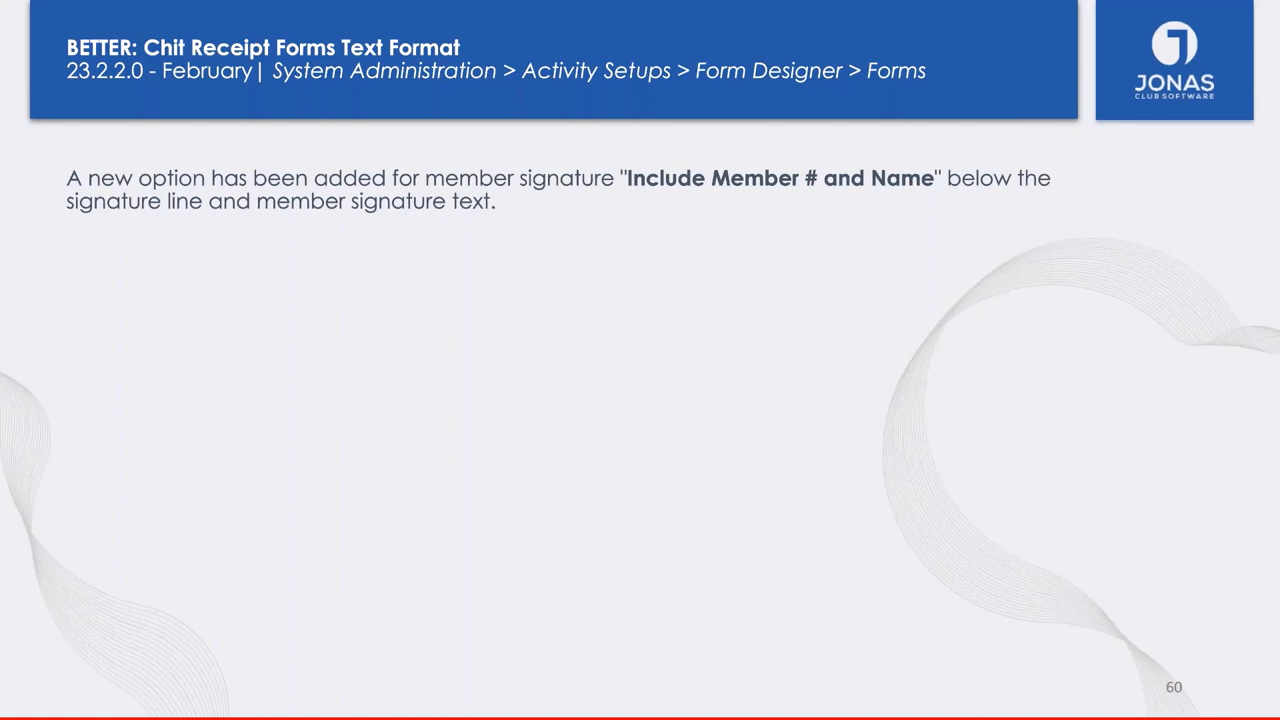 BETTER: Chit Receipt Forms Text Format
23.2.2.0 - February| System Administration > Activity Setups > Form Designer > Forms
JONAS
CLUB SOFTWARE
A new option has been added for member signature "Include Member # and Name" below the
signature line and member signature text.
60